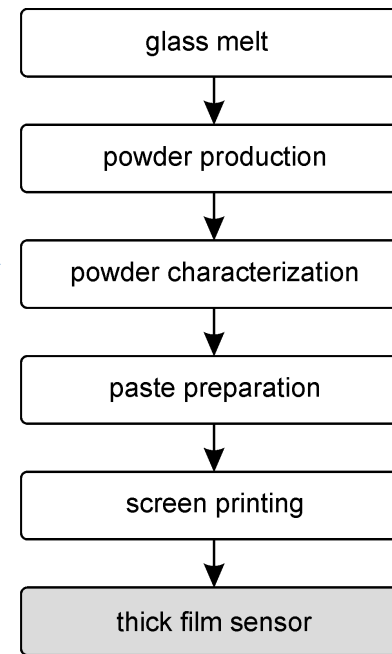 glass melt
powder production
powder characterization
paste preparation
screen printing
thick film sensor